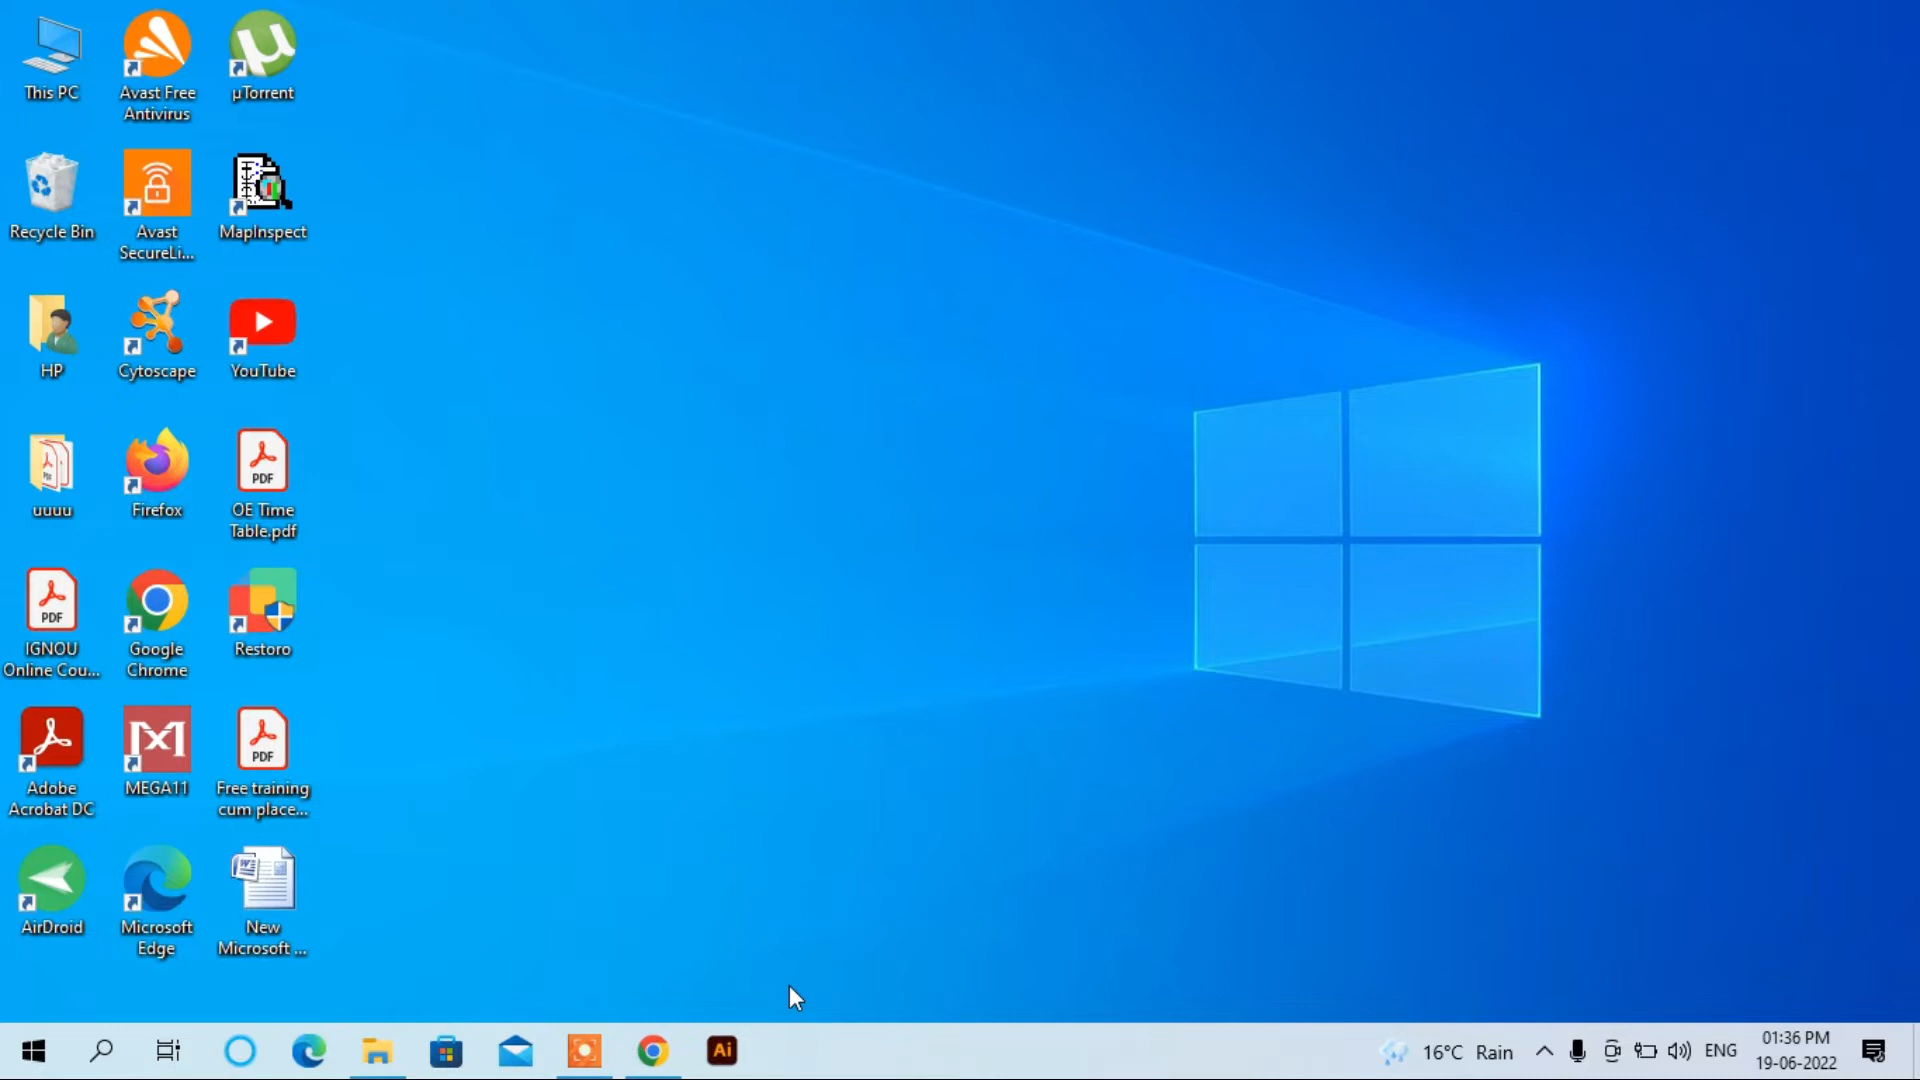 This PC
Avast Free
Antivirus
µTorrent
Recycle Bin
Avast
SecureLi...
MapInspect
HP
Cytoscape
YouTube
uuuu
Firefox
PDF
OE Time
Table.pdf
PDF
IGNOU
Online Cou...
Google
Chrome
Restoro
Adobe
Acrobat DC
MEGA11
PDF
Free training
cum place...
AirDroid
Microsoft
Edge
New
Microsoft ...
Ai
16°C Rain
ENG
01:36 PM
19-06-2022